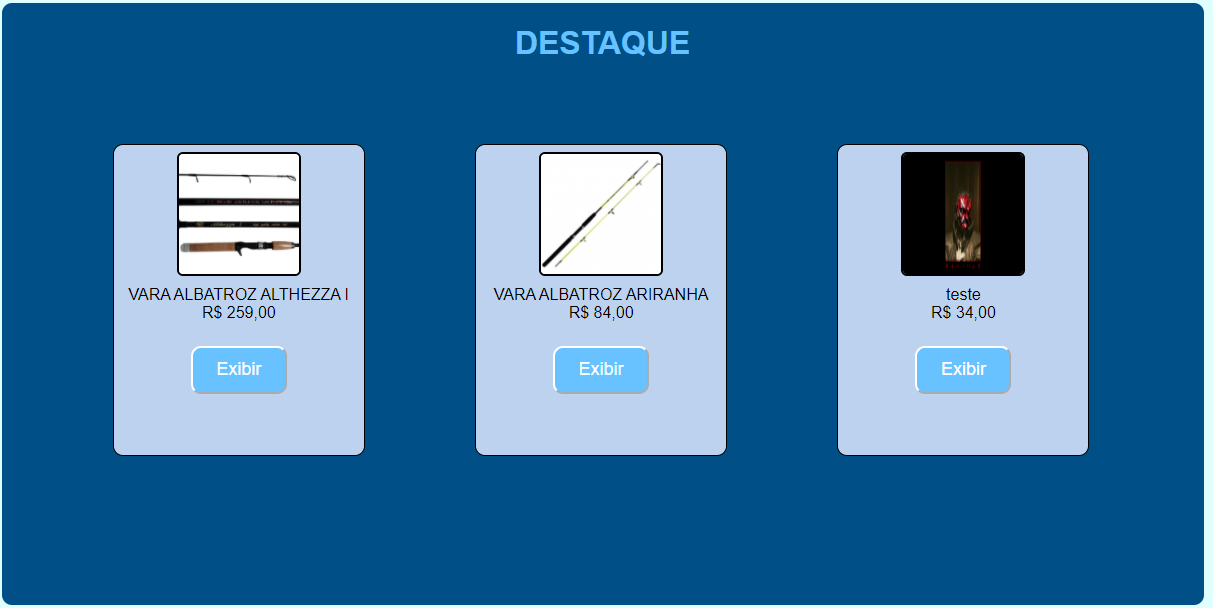 DESTAQUE
VARA ALBATROZ ALTHEZZA I
R$ 259,00
Exibir
VARA ALBATROZ ARIRANHA
R$ 84,00
Exibir
teste
R$ 34,00
Exibir